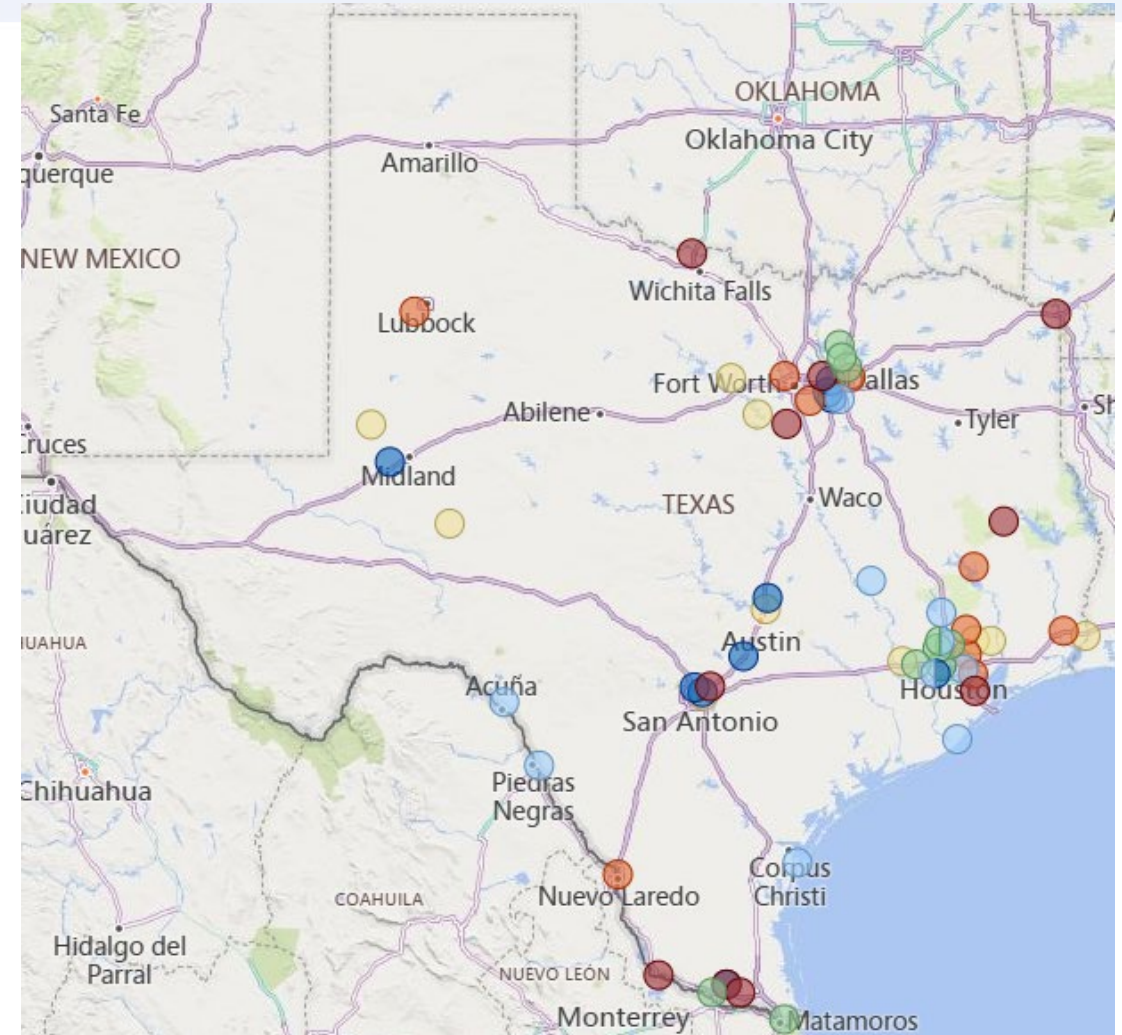 OKLAHOMA
Santa Fe
Oklahoma City
Amarillo
querque
NEW MEXICO
Wichita Falls
Lubbock
Fort Worth
allas
Abilene
Tyler
Sh
Cruces
Midland
TEXAS
Waco
Ciudad
uárez
HUAHUA
Austin
Acuña
Houston
San Antonio
Piedras
Negras
Chihuahua
Corpus
Christi
Nuevo Laredo
COAHUILA
Hidalgo del
Parral
NUEVO LEÓN
Monterrey
Matamoros